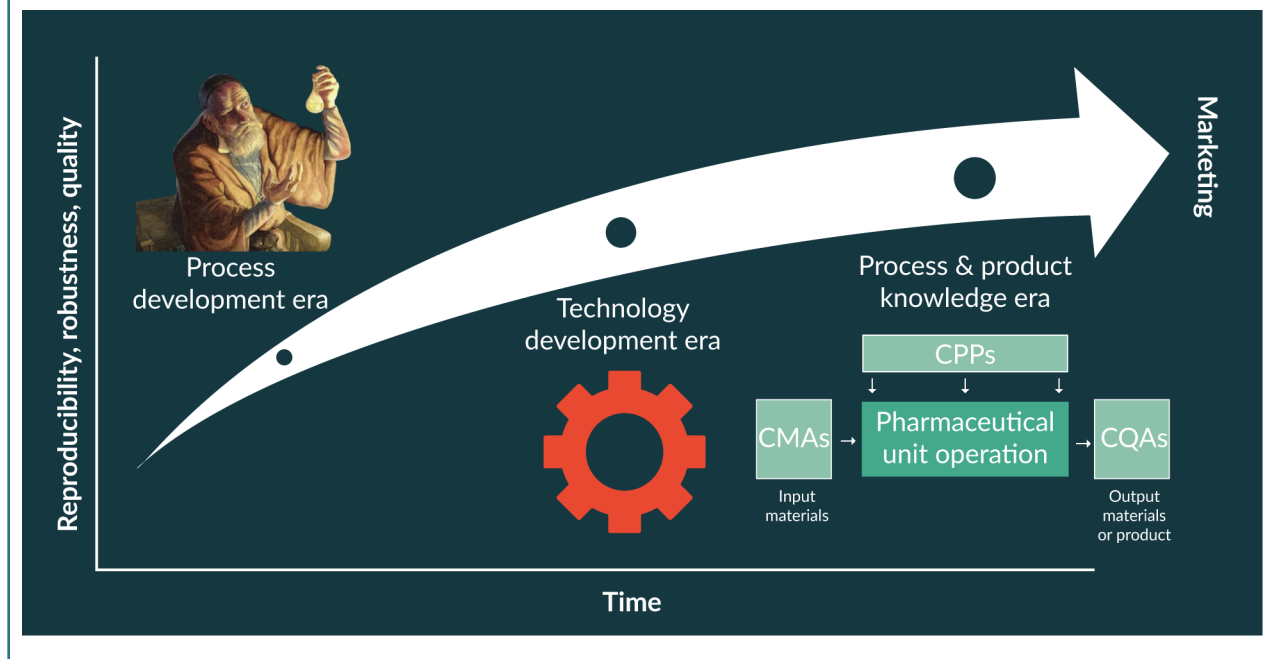 Reproducibility, robustness, quality
Process
development era
Technology
development era
Process & product
knowledge era
CPPs
CMAs
Pharmaceutical
unit operation
CQAs
Input
materials
Output
materials
or product
Marketing
Time